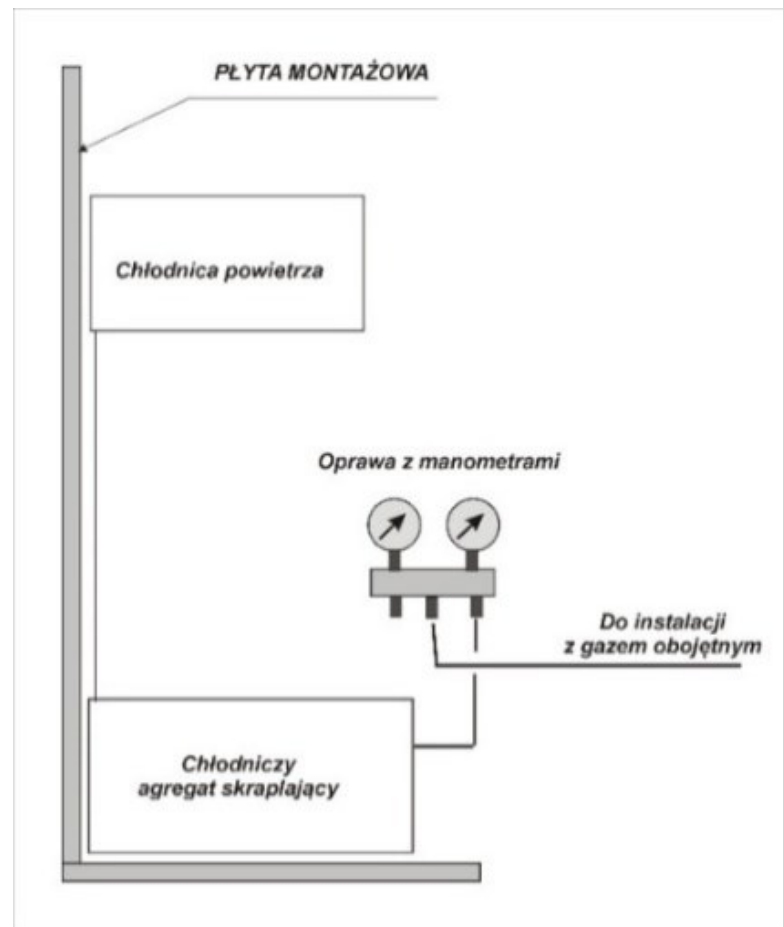 PŁYTA MONTAŻOWA
Chłodnica powietrza
Oprawa z manometrami
Do instalacji
z gazem obojętnym
Chłodniczy
agregat skraplający